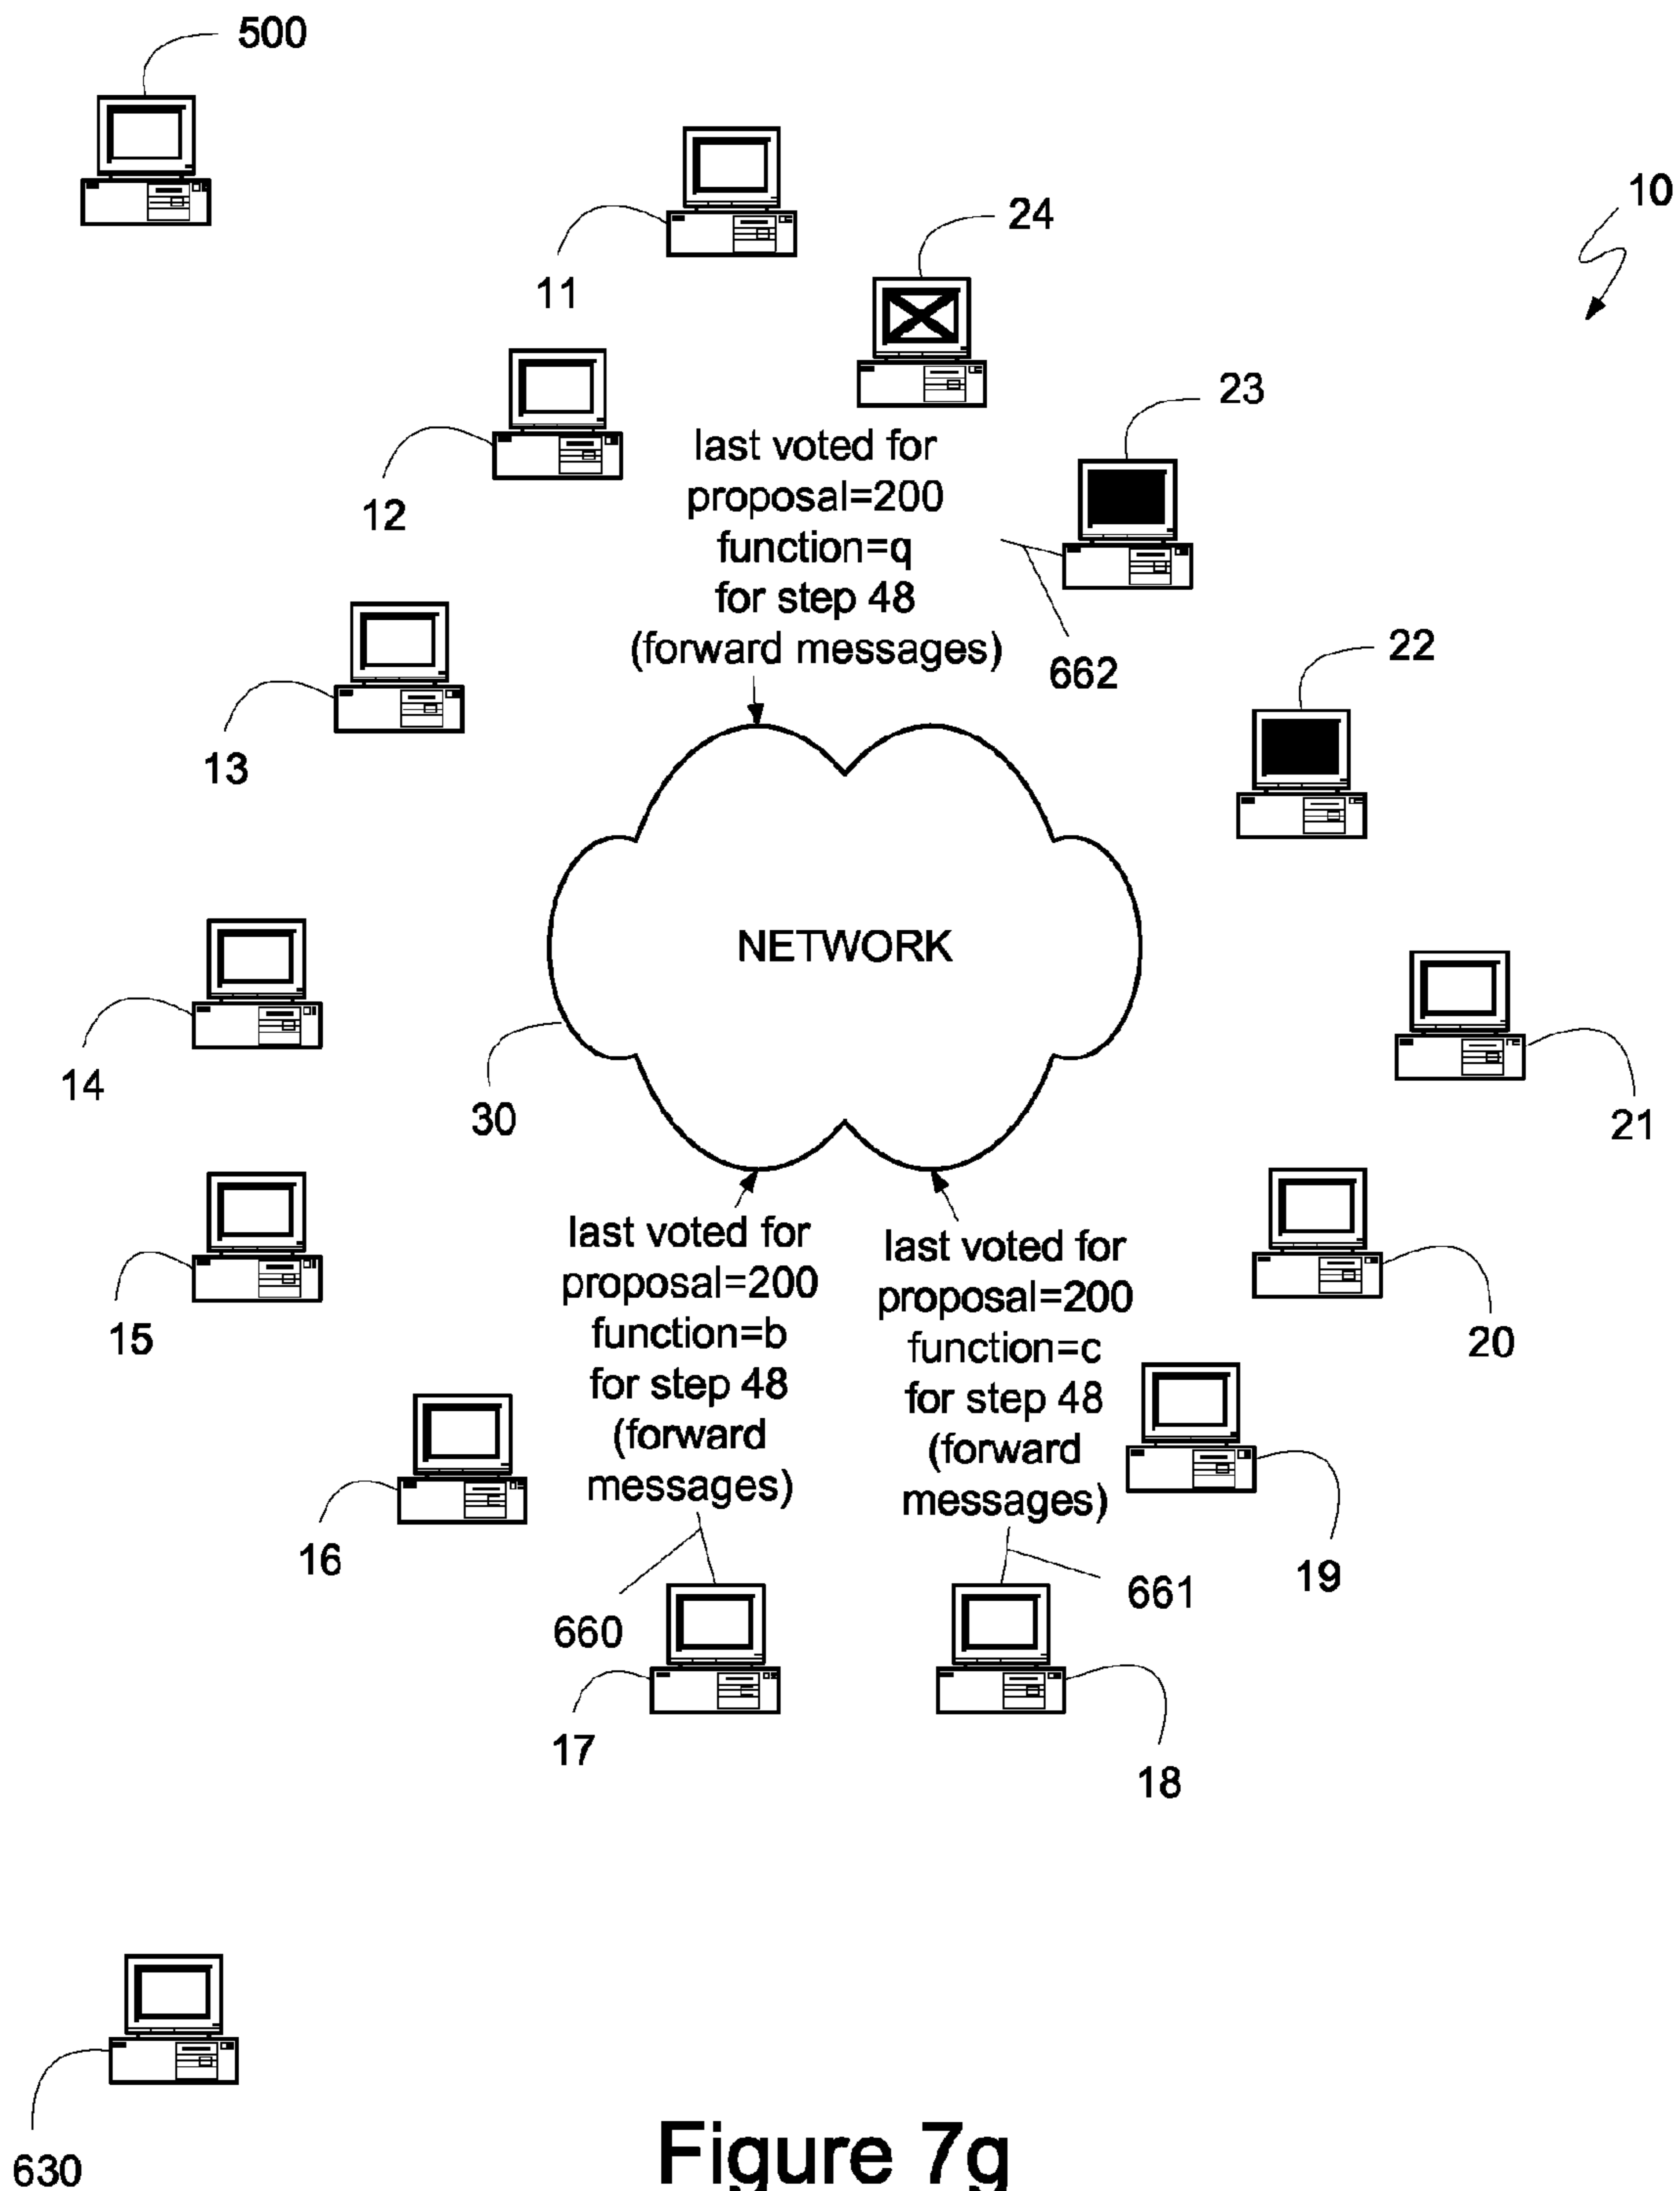 500
11
24
10
12
23
last voted for
proposal=200
function=q
for step 48
(forward messages)
662
22
13
NETWORK
14
30
21
15
last voted for
proposal=200
function=b
for step 48
(forward
messages)
last voted for
proposal=200
function=c
for step 48
(forward
messages)
20
16
19
660
661
17
18
630
Figure 7g